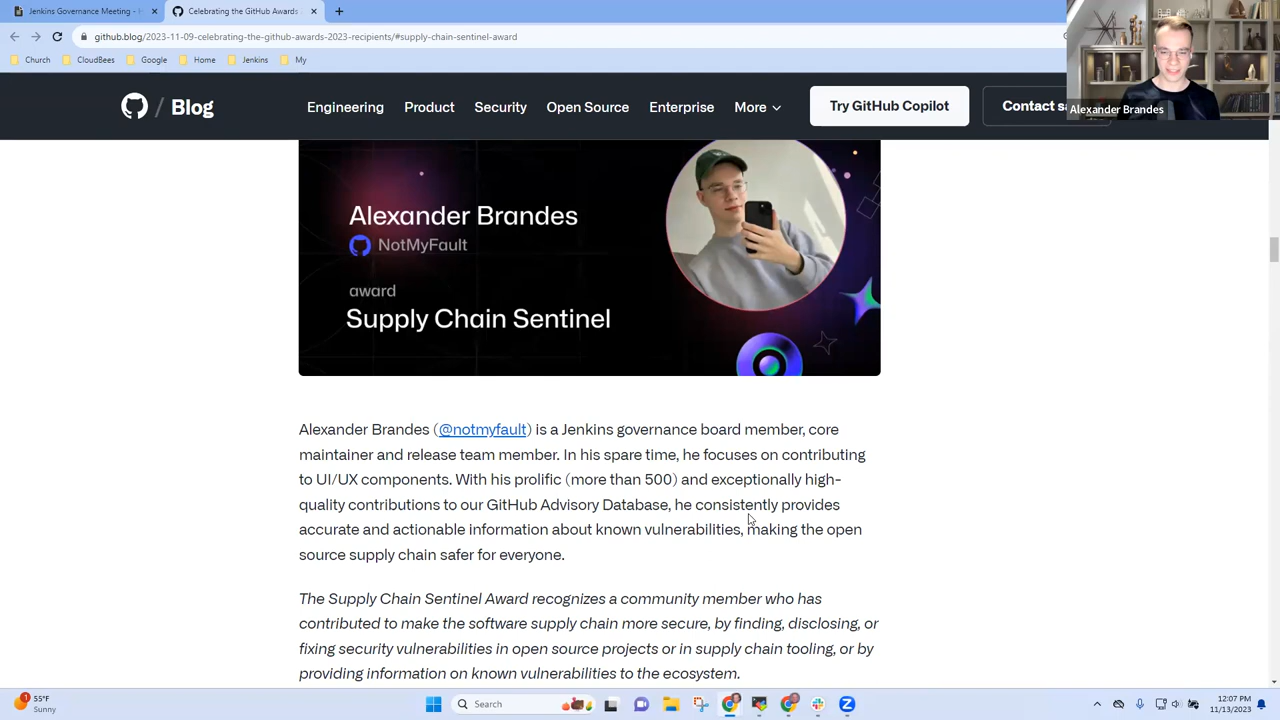 Jenkins Governance Meeting -
Celebrating the GitHub Awards
github.blog/2023-11-09-celebrating-the-github-awards-2023-recipients/#supply-chain-sentinel-award
Church
CloudBees
Google
Home
Jenkins
My
Alexander Brandes
/ Blog
Engineering
Product
Security
Open Source
Enterprise
More
Try GitHub Copilot
Contact
Alexander Brandes
NotMyFault
award
Supply Chain Sentinel
Alexander Brandes (@notmyfault) is a Jenkins governance board member, core
maintainer and release team member. In his spare time, he focuses on contributing
to UI/UX components. With his prolific (more than 500) and exceptionally high-
quality contributions to our GitHub Advisory Database, he consistently provides
accurate and actionable information about known vulnerabilities, making the open
source supply chain safer for everyone.
The Supply Chain Sentinel Award recognizes a community member who has
contributed to make the software supply chain more secure, by finding, disclosing, or
fixing security vulnerabilities in open source projects or in supply chain tooling, or by
providing information on known vulnerabilities to the ecosystem.
1
55°F
Sunny
Search
12:07 PM
11/13/2023